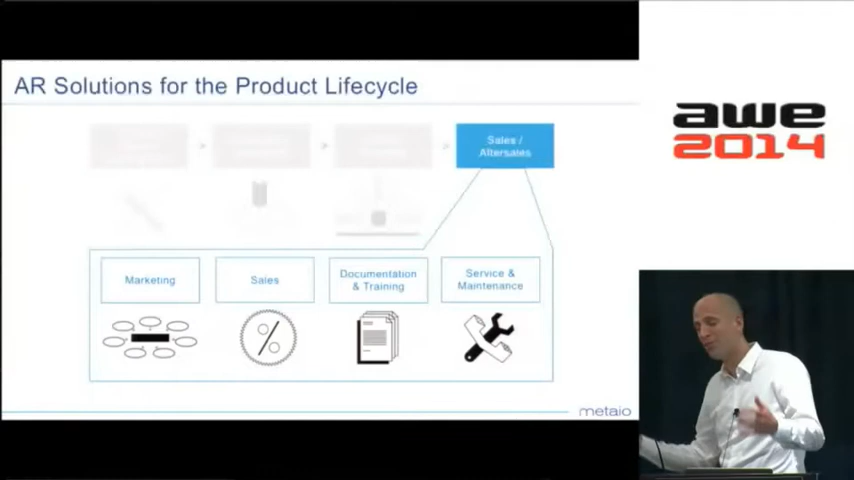 AR Solutions for the Product Lifecycle
Sales /
Aftersales
Marketing
Sales
Documentation
& Training
Service &
Maintenance
metaio
awe
2014